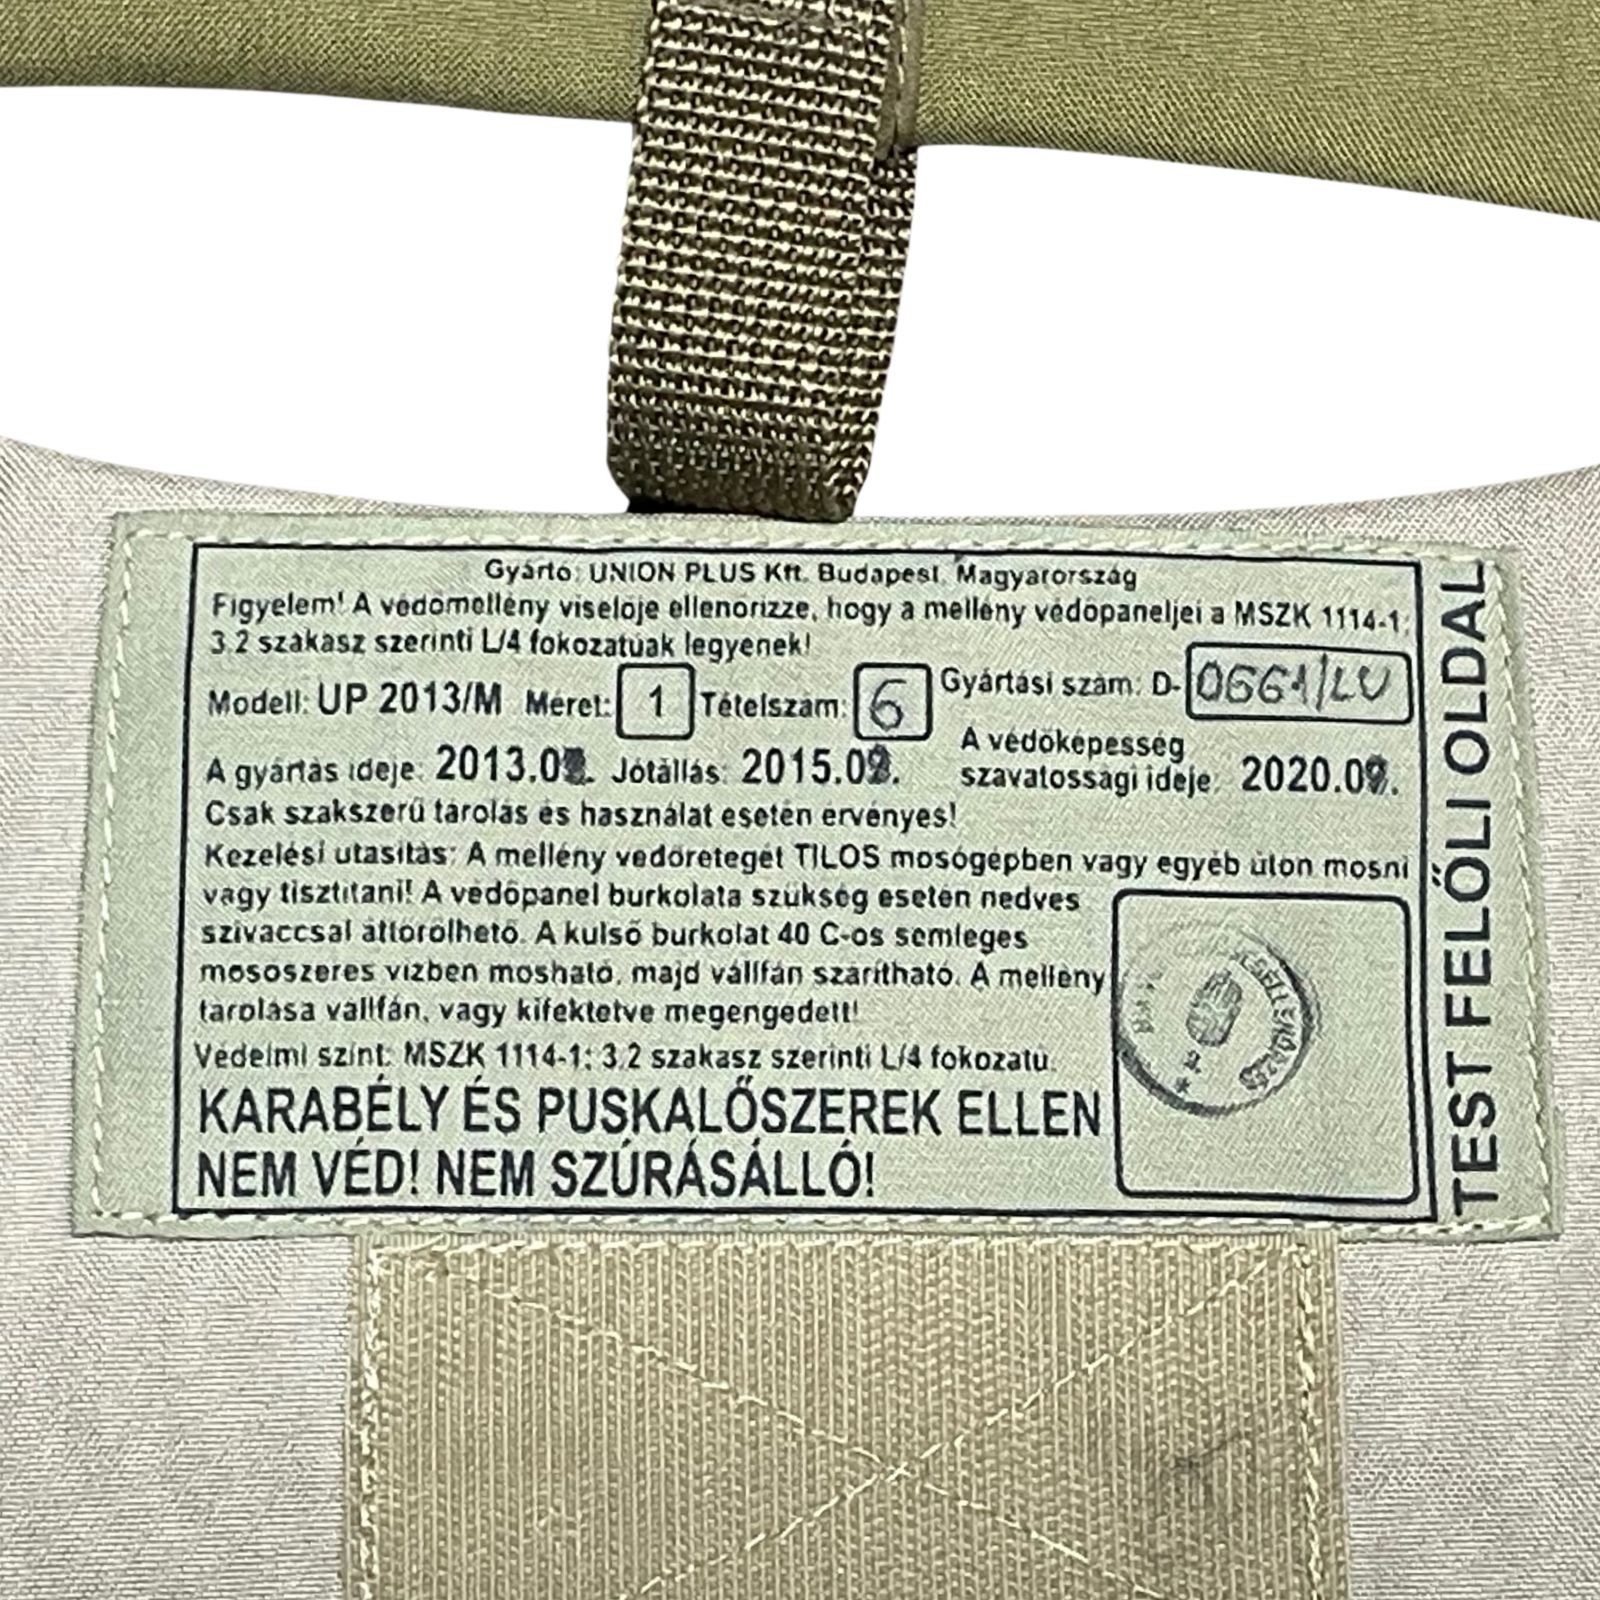 Gyártó: UNION PLUS Kft. Budapest, Magyarország
Figyelem! A védőmellény viselője ellenőrizze, hogy a mellény védőpaneljei a MSZK 1114-1;
3.2 szakasz szerinti L/4 fokozatúak legyenek!
Modell: UP 2013/M Méret: 1 Tételszám: 6 Gyártási szám: D-0661/LU
A gyártás ideje: Jótállás: A védőképesség
szavatossági ideje:
Csak szakszerű tárolás és használat esetén érvényes!
Kezelési utasítás: A mellény védőrétegét TILOS mosógépben vagy egyéb úton mosni
vagy tisztítani! A védőpanel burkolata szükség esetén nedves
szivaccsal áttörölhető. A külső burkolat 40 C-os semleges
mosószeres vízben mosható, majd vállfán szárítható. A mellény
tárolása vállfán, vagy kifektetve megengedett!
Védelmi szint: MSZK 1114-1; 3.2 szakasz szerinti L/4 fokozatú.
KARABÉLY ÉS PUSKALŐSZEREK ELLEN
NEM VÉD! NEM SZÚRÁSÁLLÓ!
TEST FELŐLI OLDAL